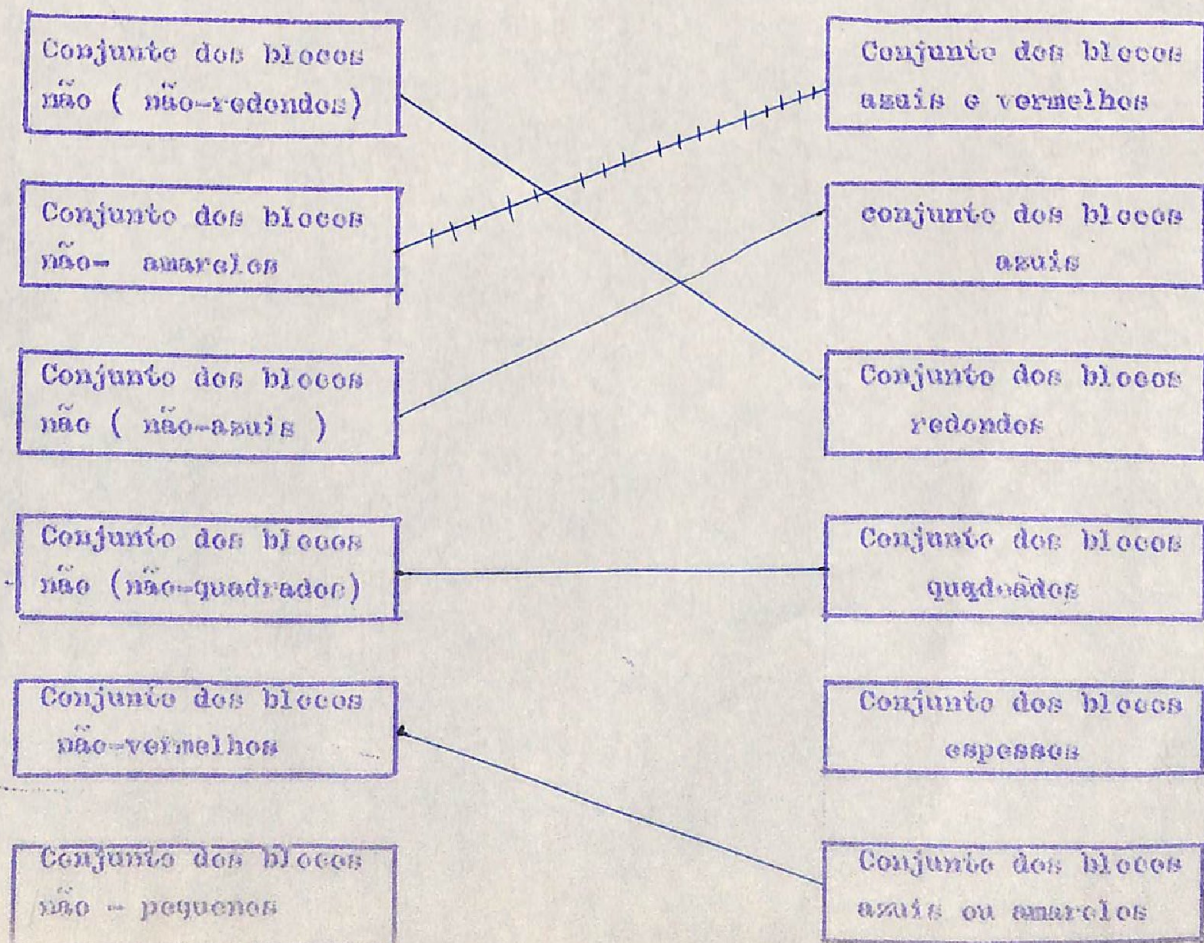 Conjunto dos blocos
não ( não-redondos)
Conjunto dos blocos
não- amarelos
Conjunto dos blocos
não ( não-azuis )
Conjunto dos blocos
não (não-quadrados)
Conjunto dos blocos
não-vermelhos
Conjunto dos blocos
não - pequenos
Conjunto dos blocos
azuis e vermelhos
conjunto dos blocos
azuis
Conjunto dos blocos
redondos
Conjunto dos blocos
Conjunto dos blocos
espessos
Conjunto dos blocos
azuis ou amarelos